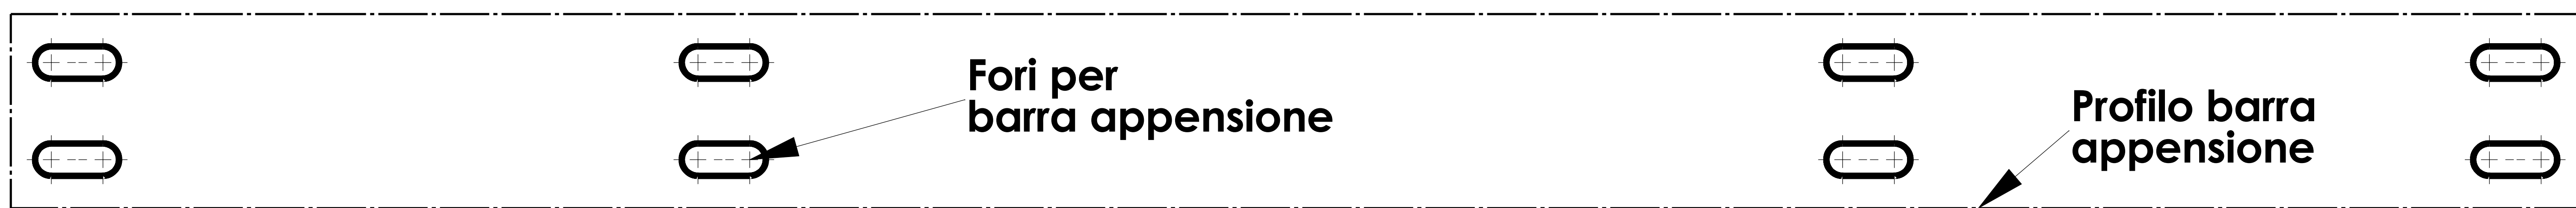 Fori per
barra appensione
Profilo barra
appensione